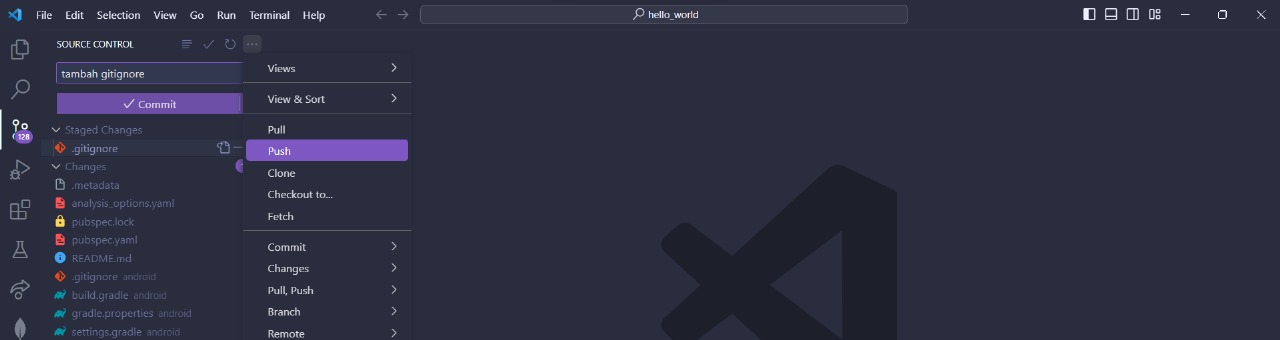 File Edit Selection View Go Run Terminal Help
hello_world
SOURCE CONTROL
tambah gitignore
Commit
Staged Changes
.gitignore
Changes
.metadata
analysis_options.yaml
pubspec.lock
pubspec.yaml
README.md
.gitignore android
build.gradle android
gradle.properties android
settings.gradle android
128
Views
View & Sort
Pull
Push
Clone
Checkout to...
Fetch
Commit
Changes
Pull, Push
Branch
Remote